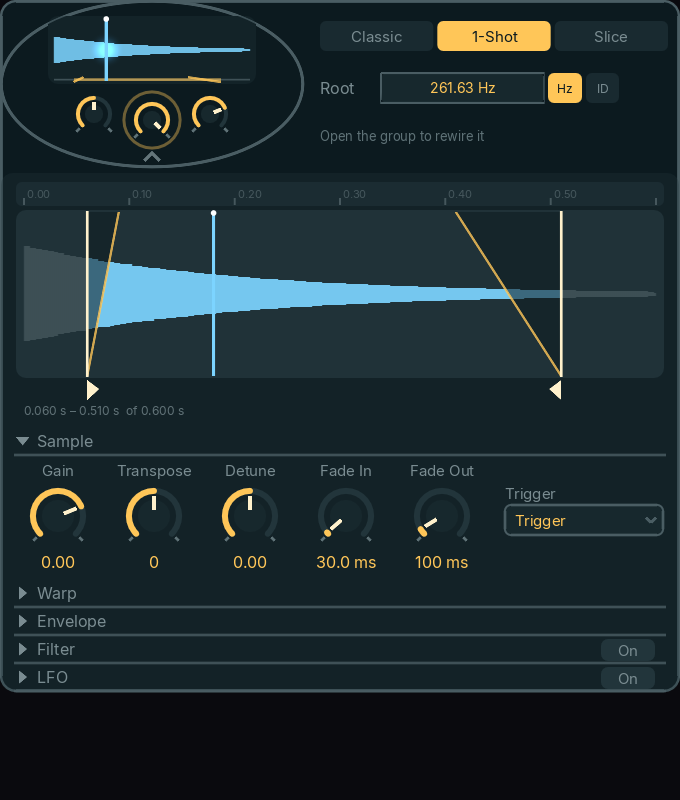 Classic 1-Shot Slice
Root 261.63 Hz Hz ID
Open the group to rewire it
0.00 0.10 0.20 0.30 0.40 0.50
0.060 s – 0.510 s of 0.600 s
Sample
Gain Transpose Detune Fade In Fade Out
Trigger
Trigger
0.00 0 0.00 30.0 ms 100 ms
Warp
Envelope
Filter On
LFO On